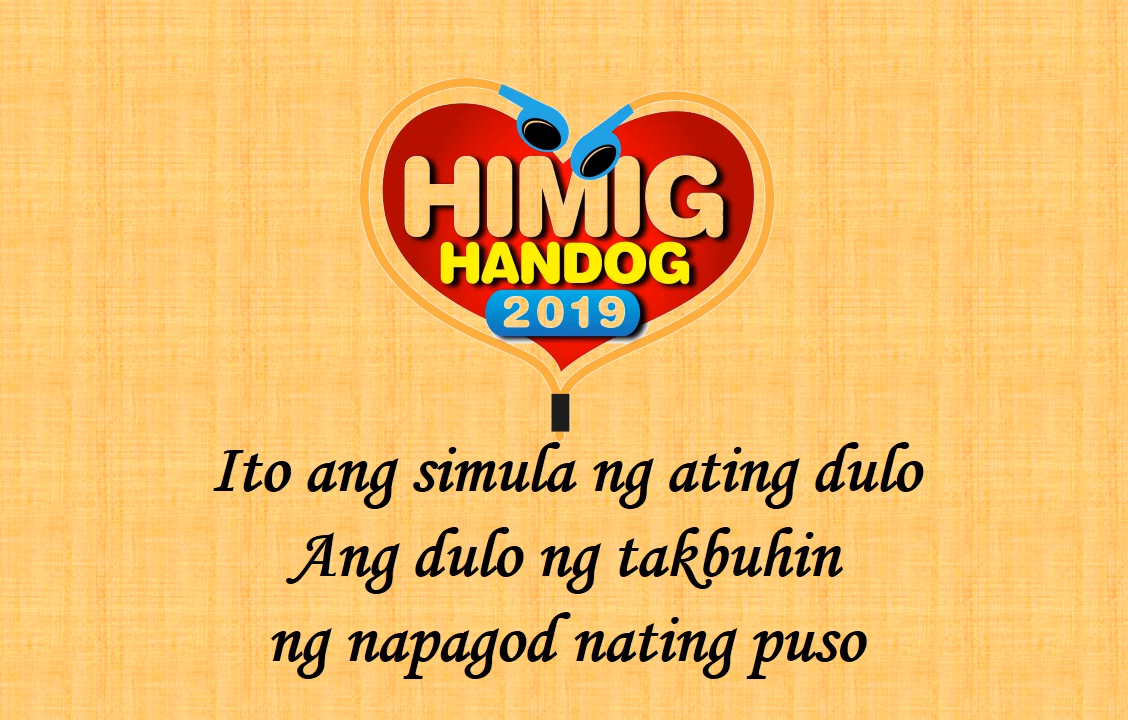 HIMIG
HANDOG
2019
Ito ang simula ng ating dulo
Ang dulo ng takbuhin
ng napagod nating puso